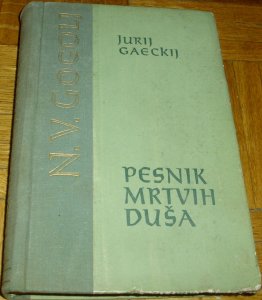 N.V. Gogolj
JURIJ
GAECKIJ
PESNIK
MRTVIH
DUŠA